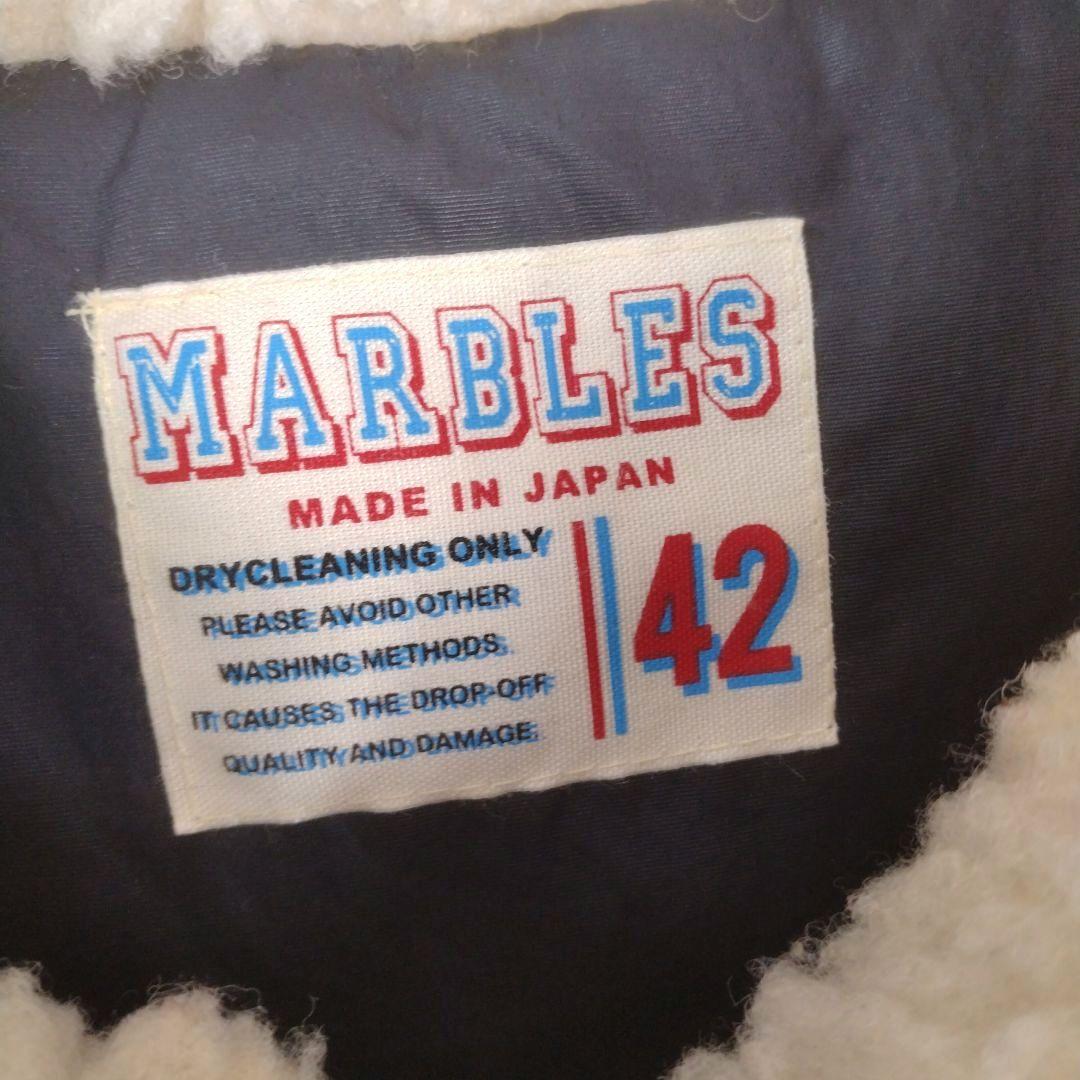 MARBLES
MADE IN JAPAN
DRYCLEANING ONLY
PLEASE AVOID OTHER
WASHING METHODS.
IT CAUSES THE DROP-OFF
QUALITY AND DAMAGE.
42